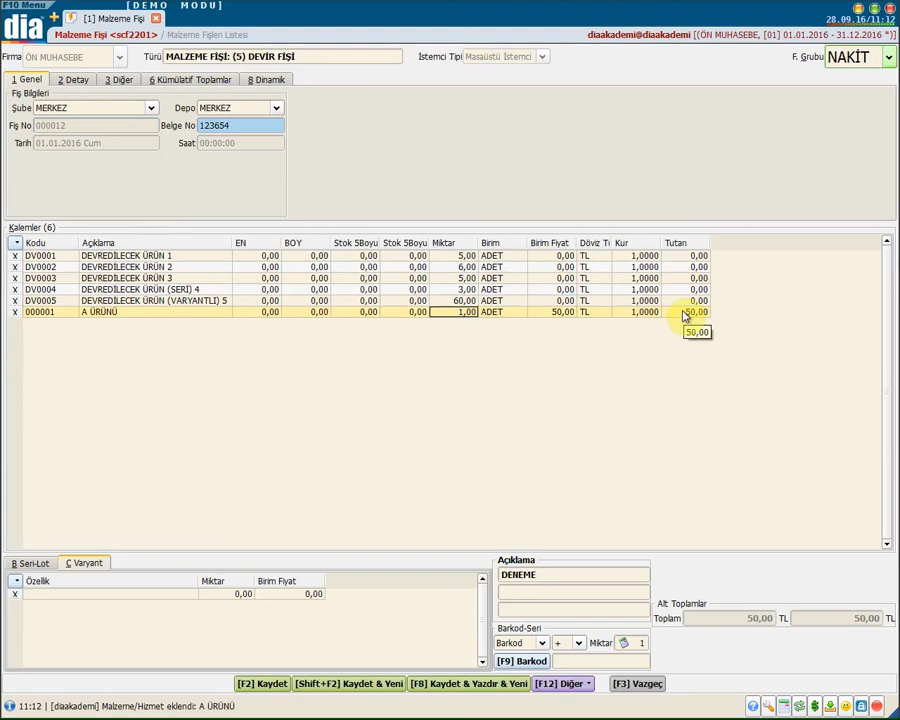 F10 Menu
[DEMO MODU]
dia
[1] Malzeme Fişi
28.09.16/11:12
Malzeme Fişi <scf2201> / Malzeme Fişleri Listesi
diaakademi@diaakademi (ÖN MUHASEBE, [01] 01.01.2016 - 31.12.2016 *)]
Firma ÖN MUHASEBE Türü MALZEME FİŞİ: (5) DEVİR FİŞİ İstemci Tipi Masaüstü İstemci F. Grubu NAKİT
1 Genel 2 Detay 3 Diğer 6 Kümülatif Toplamlar 8 Dinamik
Fiş Bilgileri
Şube MERKEZ Depo MERKEZ
Fiş No 000012 Belge No 123654
Tarih 01.01.2016 Cum Saat 00:00:00
Kalemler (6)
Kodu Açıklama EN BOY Stok 5Boyu Stok 5Boyu Miktar Birim Birim Fiyat Döviz T Kur Tutarı
X DV0001 DEVREDİLECEK ÜRÜN 1 0,00 0,00 0,00 0,00 5,00 ADET 0,00 TL 1,0000 0,00
X DV0002 DEVREDİLECEK ÜRÜN 2 0,00 0,00 0,00 0,00 6,00 ADET 0,00 TL 1,0000 0,00
X DV0003 DEVREDİLECEK ÜRÜN 3 0,00 0,00 0,00 0,00 5,00 ADET 0,00 TL 1,0000 0,00
X DV0004 DEVREDİLECEK ÜRÜN (SERİ) 4 0,00 0,00 0,00 0,00 3,00 ADET 0,00 TL 1,0000 0,00
X DV0005 DEVREDİLECEK ÜRÜN (VARYANTLI) 5 0,00 0,00 0,00 0,00 60,00 ADET 0,00 TL 1,0000 0,00
X 000001 A ÜRÜNÜ 0,00 0,00 0,00 0,00 1,00 ADET 50,00 TL 1,0000 50,00
50,00
B Seri-Lot C Varyant
Özellik Miktar Birim Fiyat
X 0,00 0,00
Açıklama
DENEME
Barkod-Seri
Barkod + Miktar 1
[F9] Barkod
Alt Toplamlar
Toplam 50,00 TL 50,00 TL
[F2] Kaydet [Shift+F2] Kaydet & Yeni [F8] Kaydet & Yazdır & Yeni [F12] Diğer [F3] Vazgeç
11:12 | [diaakademi] Malzeme/Hizmet eklendi: A ÜRÜNÜ